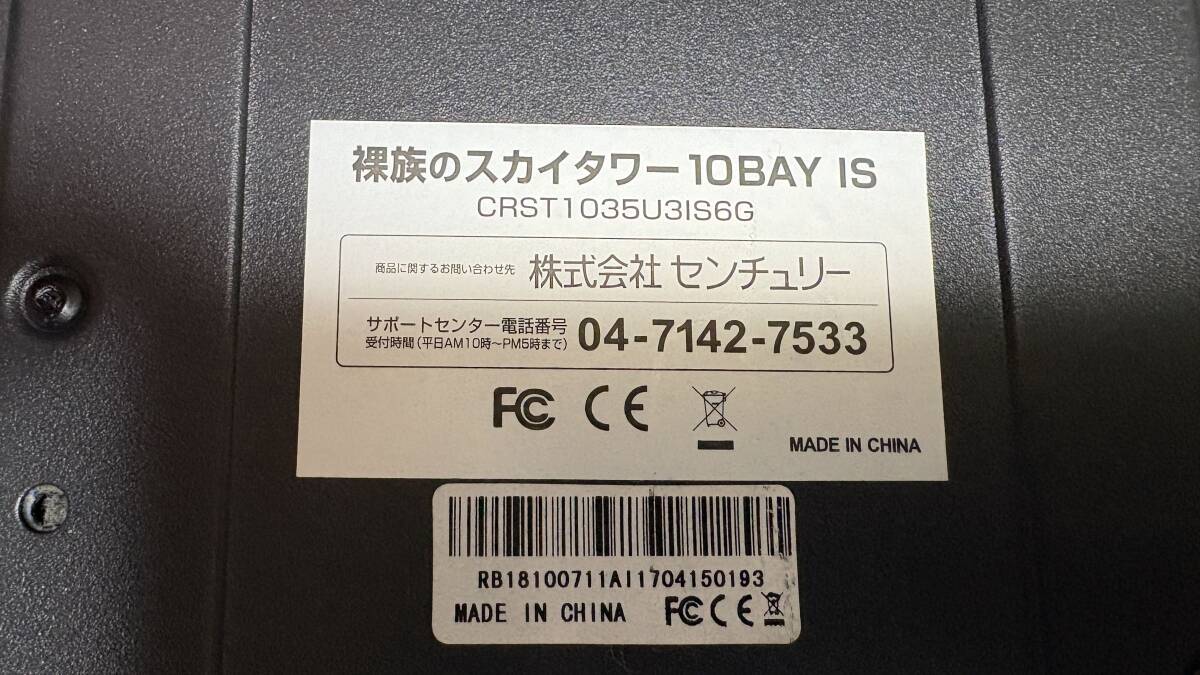 裸族のスカイタワー10BAY IS
CRST1035U3IS6G
商品に関するお問い合わせ先 株式会社 センチュリー
サポートセンター電話番号 04-7142-7533
受付時間(平日AM10時～PM5時まで)
FC CE
MADE IN CHINA
RB18100711AI1704150193
MADE IN CHINA FC CE